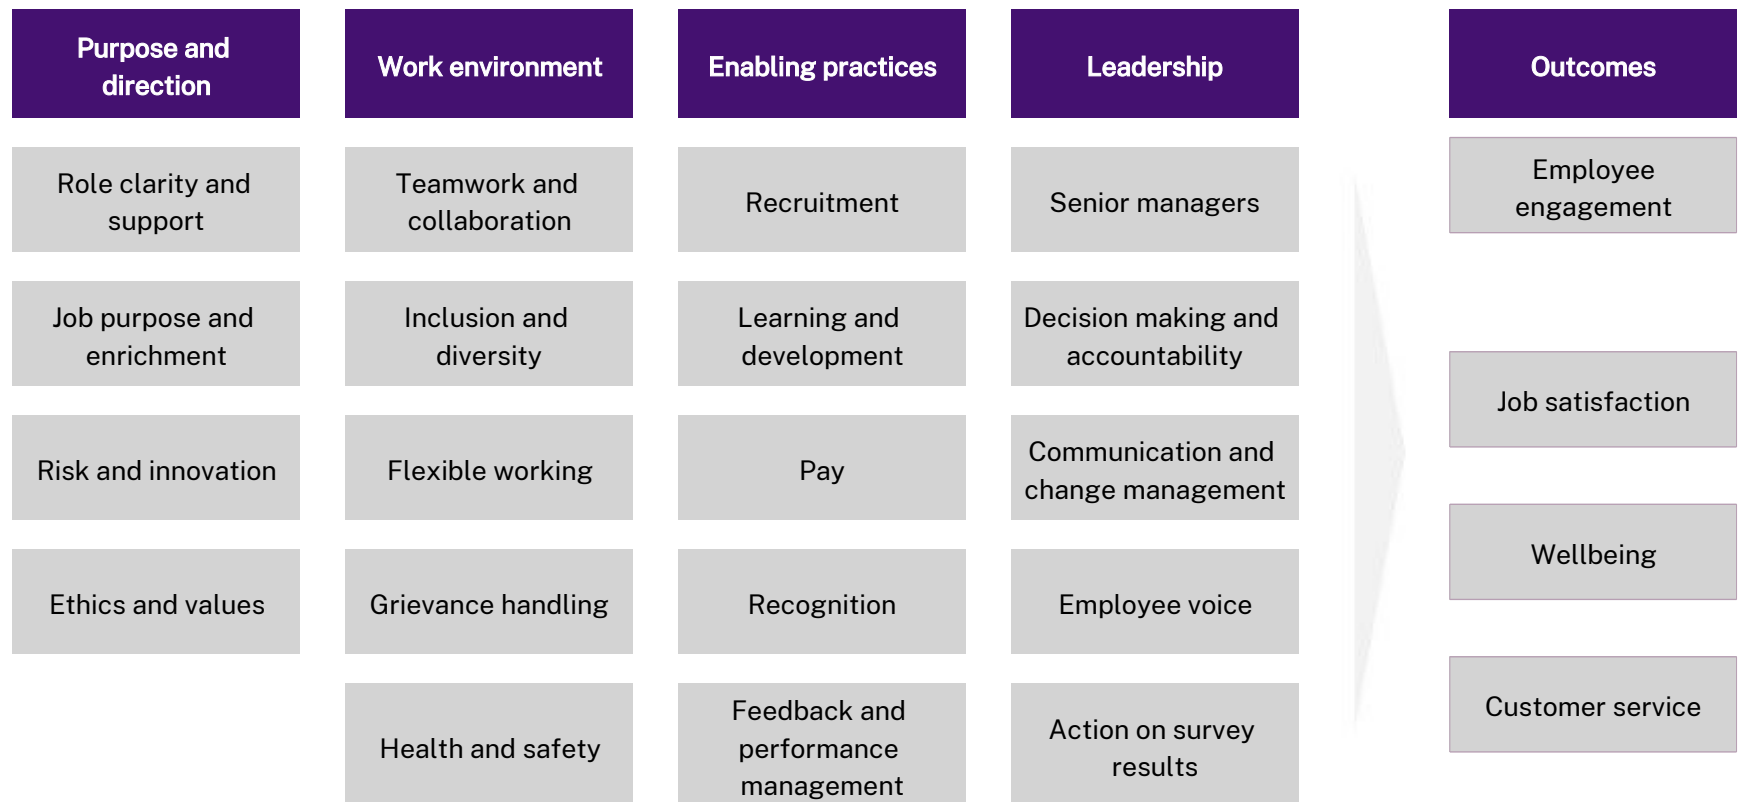 Purpose and
direction
Work environment
Enabling practices
Leadership
Outcomes
Role clarity and
support
Job purpose and
enrichment
Risk and innovation
Ethics and values
Teamwork and
collaboration
Inclusion and
diversity
Flexible working
Grievance handling
Health and safety
Recruitment
Learning and
development
Pay
Recognition
Feedback and
performance
management
Senior managers
Decision making and
accountability
Communication and
change management
Employee voice
Action on survey
results
Employee
engagement
Job satisfaction
Wellbeing
Customer service